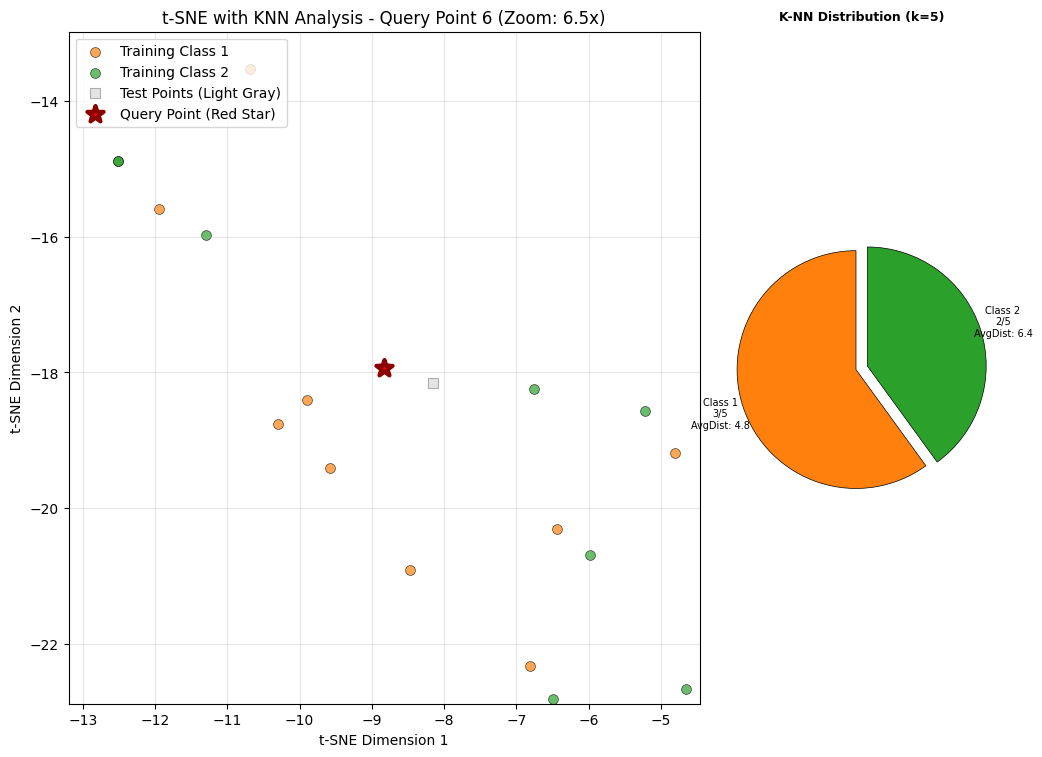 t-SNE with KNN Analysis - Query Point 6 (Zoom: 6.5x)
K-NN Distribution (k=5)
Training Class 1
Training Class 2
Test Points (Light Gray)
Query Point (Red Star)
−14
−16
−18
−20
−22
t-SNE Dimension 2
−13
−12
−11
−10
−9
−8
−7
−6
−5
t-SNE Dimension 1
Class 2
2/5
AvgDist: 6.4
Class 1
3/5
AvgDist: 4.8